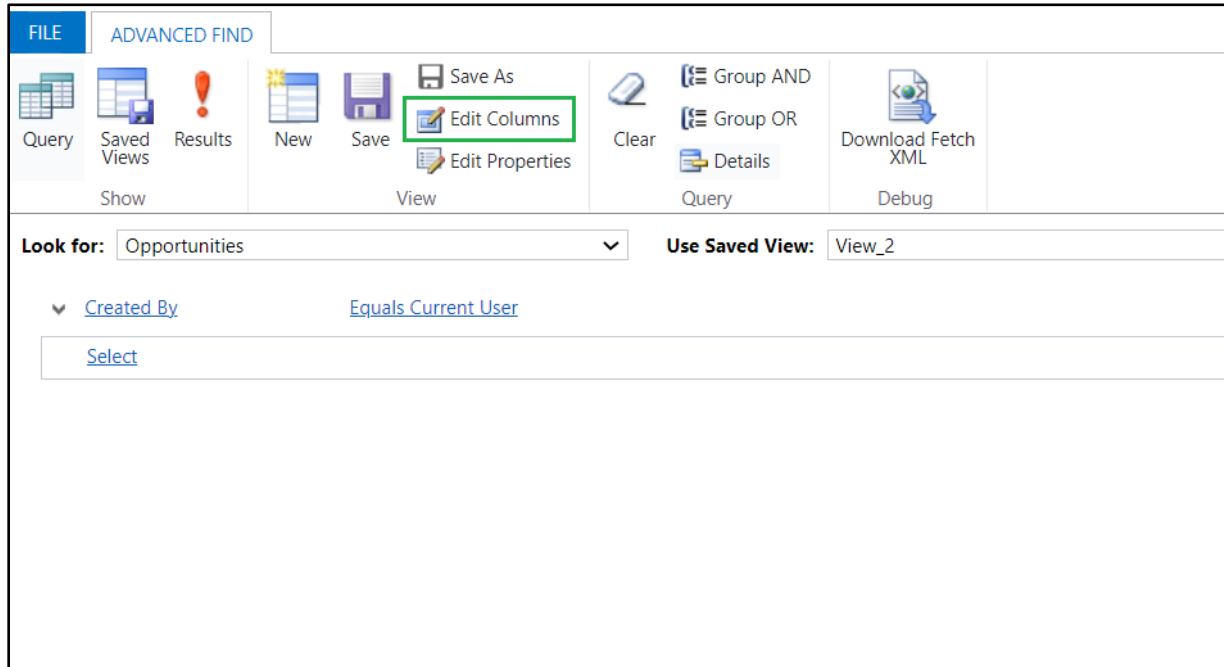 FILE
ADVANCED FIND
Query
Saved
Views
Results
New
Save
Save As
Edit Columns
Edit Properties
Clear
Group AND
Group OR
Details
Download Fetch
XML
Show
View
Query
Debug
Look for: Opportunities Use Saved View: View_2
Created By Equals Current User
Select